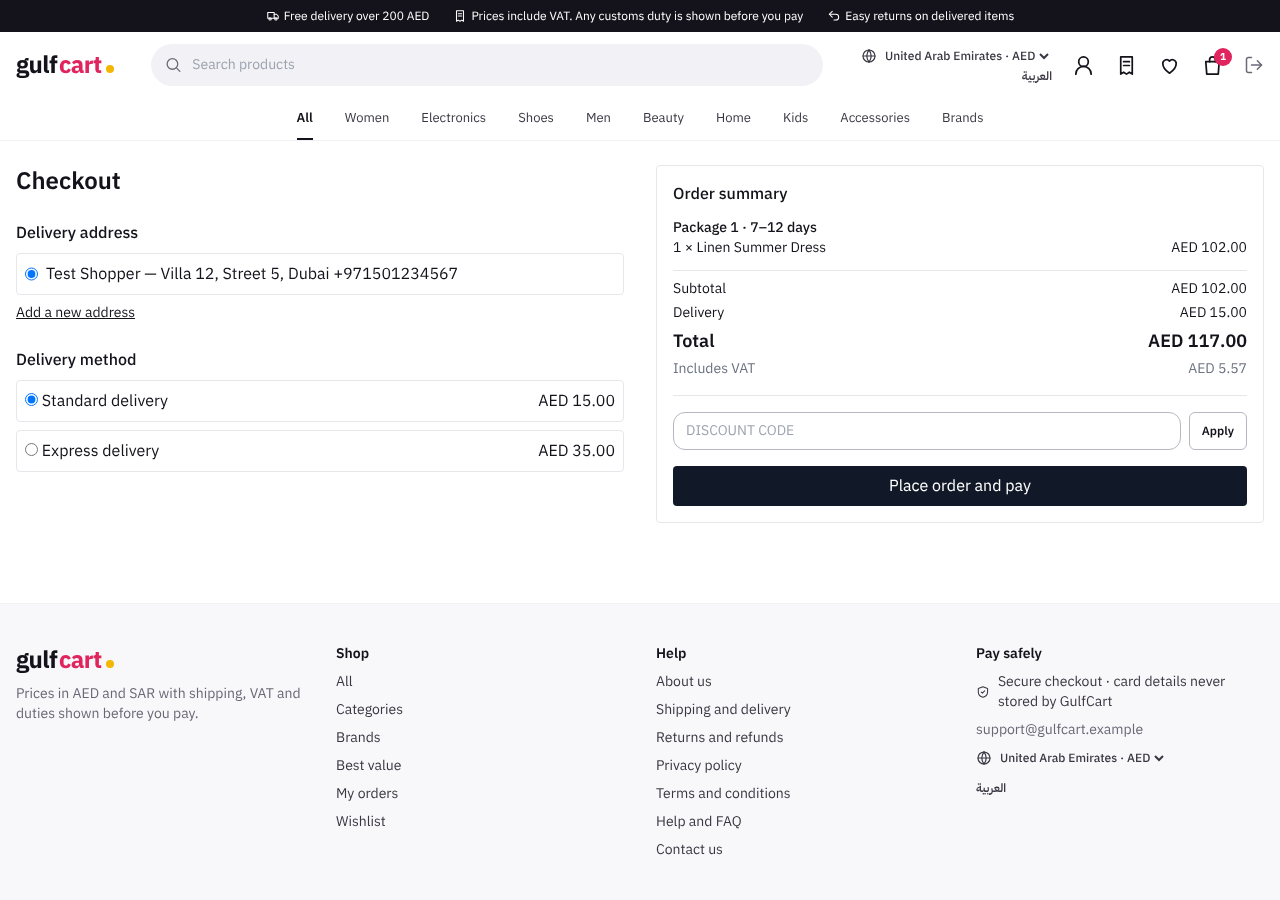 Free delivery over 200 AED
Prices include VAT. Any customs duty is shown before you pay
Easy returns on delivered items
gulfcart
Search products
United Arab Emirates · AED
العربية
1
All
Women
Electronics
Shoes
Men
Beauty
Home
Kids
Accessories
Brands
Checkout
Delivery address
Test Shopper — Villa 12, Street 5, Dubai +971501234567
Add a new address
Delivery method
Standard delivery AED 15.00
Express delivery AED 35.00
Order summary
Package 1 · 7–12 days
1 × Linen Summer Dress AED 102.00
Subtotal AED 102.00
Delivery AED 15.00
Total AED 117.00
Includes VAT AED 5.57
DISCOUNT CODE
Apply
Place order and pay
gulfcart
Prices in AED and SAR with shipping, VAT and
duties shown before you pay.
Shop
All
Categories
Brands
Best value
My orders
Wishlist
Help
About us
Shipping and delivery
Returns and refunds
Privacy policy
Terms and conditions
Help and FAQ
Contact us
Pay safely
Secure checkout · card details never
stored by GulfCart
support@gulfcart.example
United Arab Emirates · AED
العربية